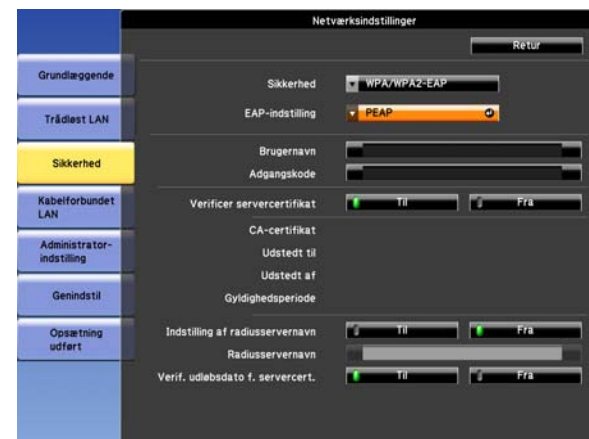 Netværksindstillinger
Retur
Grundlæggende
Trådløst LAN
Sikkerhed
Kabelforbundet
LAN
Administrator-
indstilling
Genindstil
Opsætning
udført
Sikkerhed WPA/WPA2-EAP
EAP-indstilling PEAP
Brugernavn
Adgangskode
Verificer servercertifikat Til Fra
CA-certifikat
Udstedt til
Udstedt af
Gyldighedsperiode
Indstilling af radiusservernavn Til Fra
Radiusservernavn
Verif. udløbsdato f. servercert. Til Fra